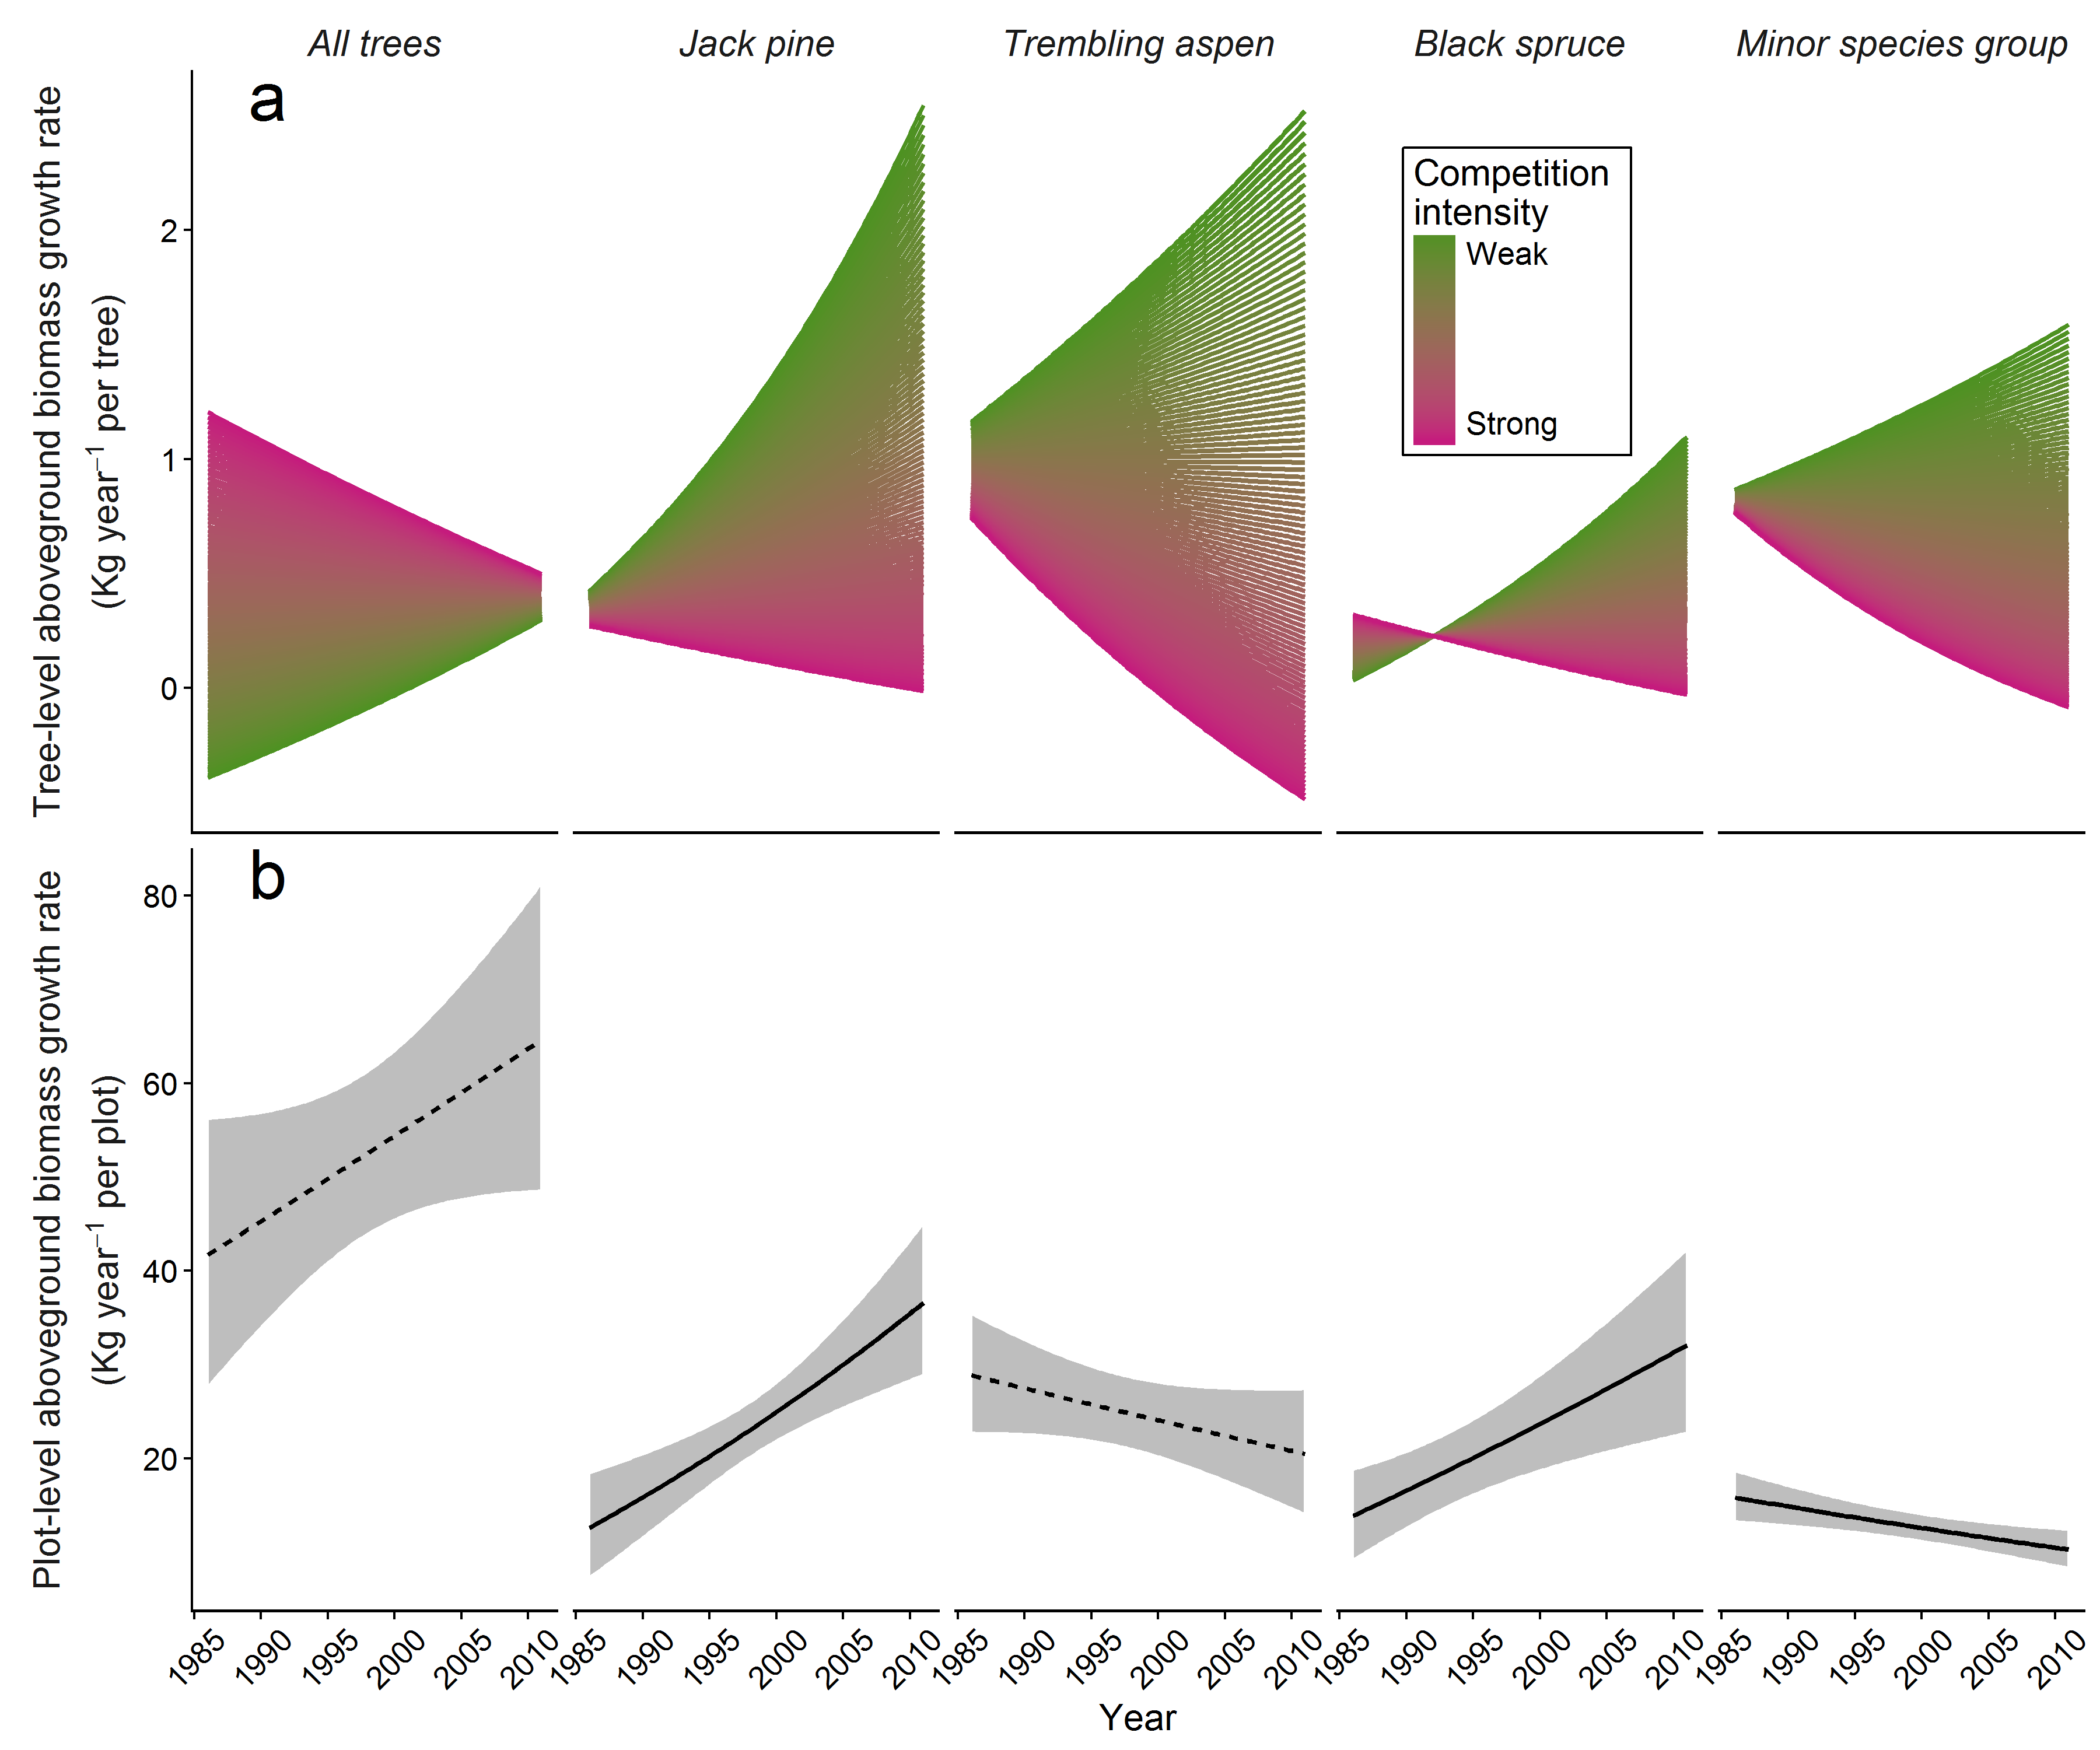 All trees Jack pine Trembling aspen Black spruce Minor species group
a
Tree-level aboveground biomass growth rate
(Kg year⁻¹ per tree)
2
1
0
Competition
intensity
Weak
Strong
b
Plot-level aboveground biomass growth rate
(Kg year⁻¹ per plot)
80
60
40
20
1985 1990 1995 2000 2005 2010 1985 1990 1995 2000 2005 2010 1985 1990 1995 2000 2005 2010 1985 1990 1995 2000 2005 2010 1985 1990 1995 2000 2005 2010
Year